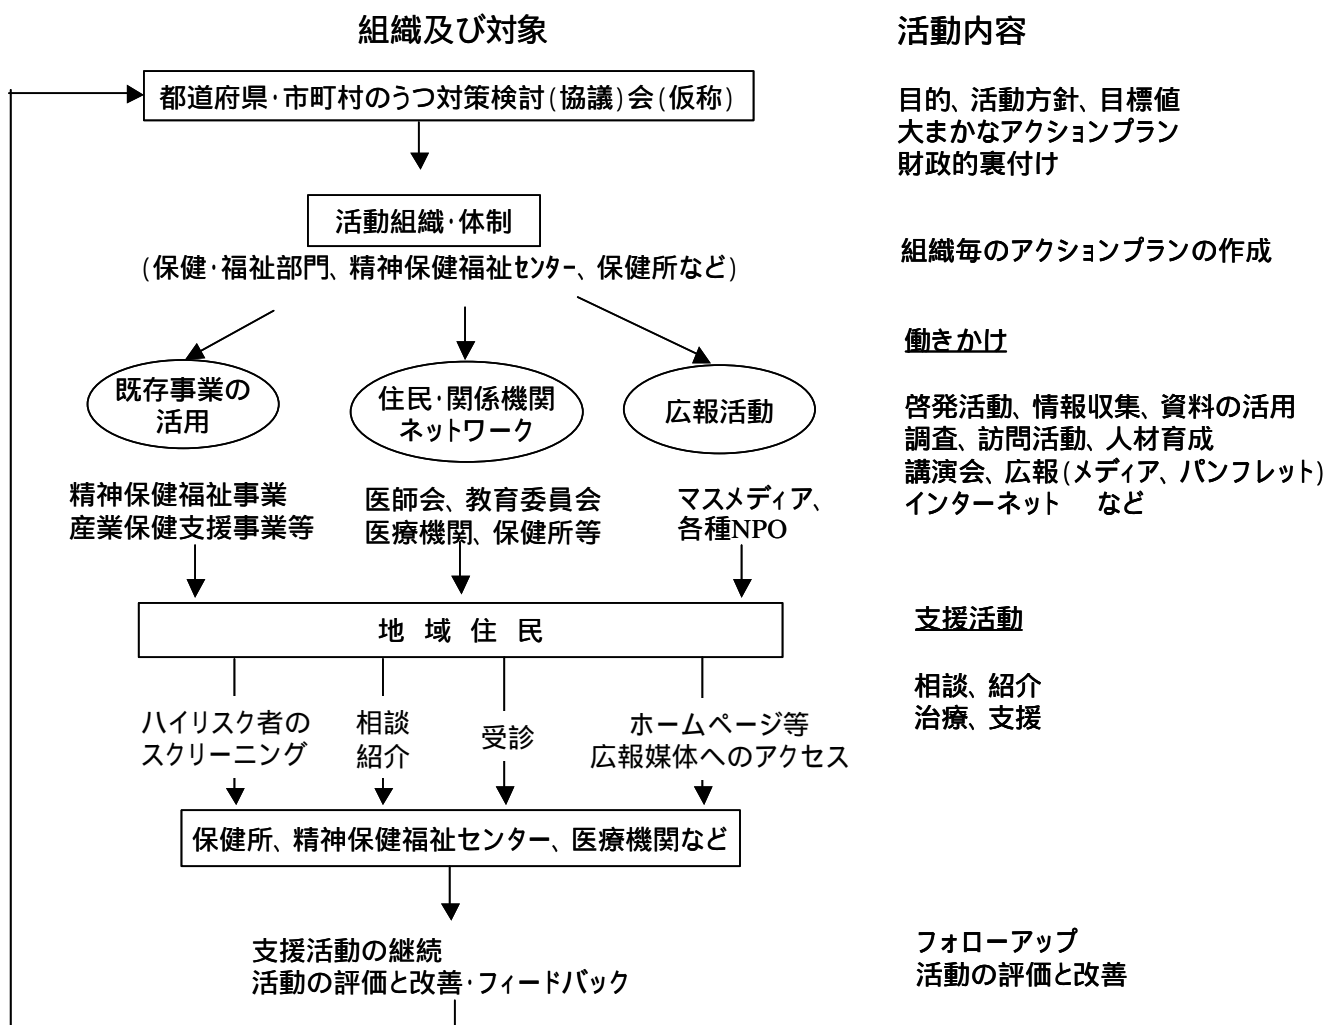 組織及び対象
活動内容
都道府県・市町村のうつ対策検討(協議)会(仮称)
目的、活動方針、目標値
大まかなアクションプラン
財政的裏付け
活動組織・体制
(保健・福祉部門、精神保健福祉センター、保健所など)
組織毎のアクションプランの作成
働きかけ
既存事業の
活用
住民・関係機関
ネットワーク
広報活動
啓発活動、情報収集、資料の活用
調査、訪問活動、人材育成
講演会、広報(メディア、パンフレット)
インターネット など
精神保健福祉事業
産業保健支援事業等
医師会、教育委員会
医療機関、保健所等
マスメディア、
各種NPO
地 域 住 民
支援活動
相談、紹介
治療、支援
ハイリスク者の
スクリーニング
相談
紹介
受診
ホームページ等
広報媒体へのアクセス
保健所、精神保健福祉センター、医療機関など
支援活動の継続
活動の評価と改善・フィードバック
フォローアップ
活動の評価と改善